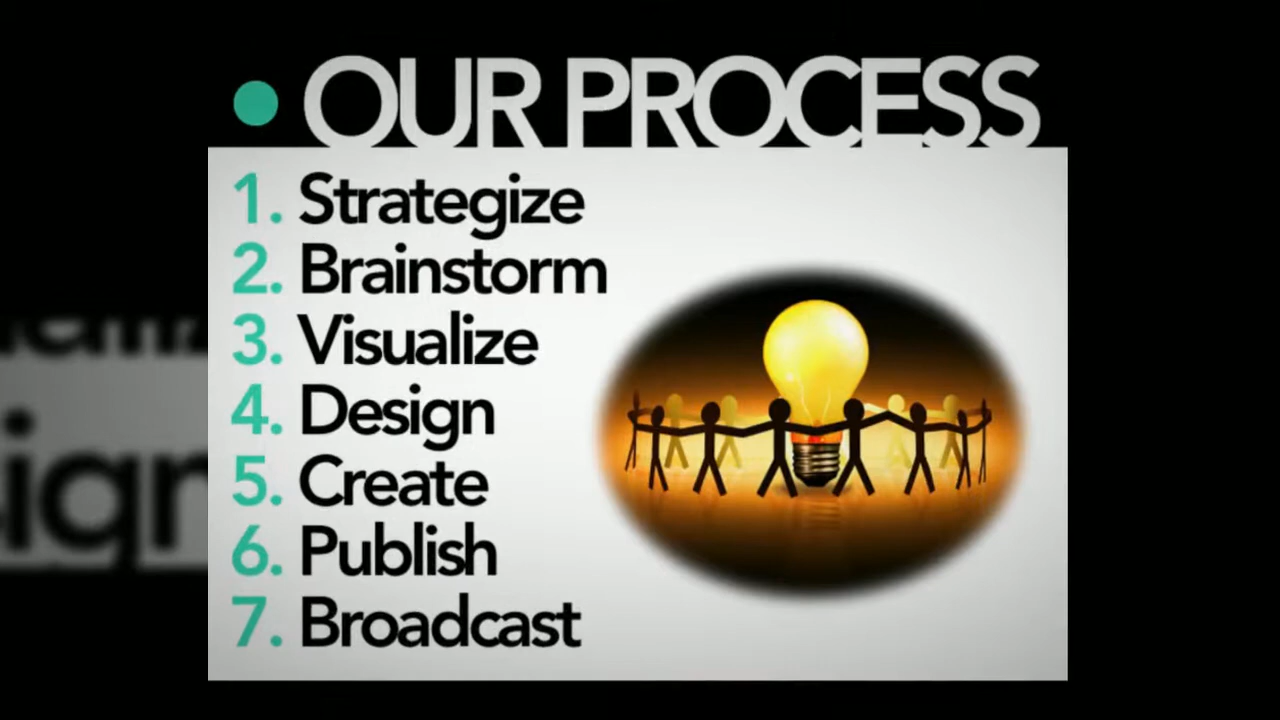 • OUR PROCESS
1. Strategize
2. Brainstorm
3. Visualize
4. Design
5. Create
6. Publish
7. Broadcast